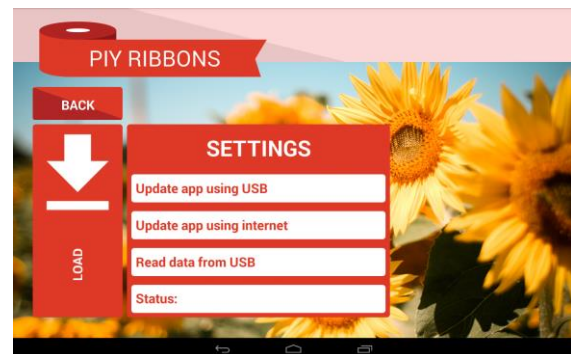 PIY RIBBONS
BACK
SETTINGS
Update app using USB
Update app using internet
Read data from USB
Status:
LOAD